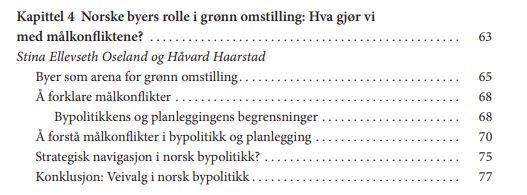 Kapittel 4 Norske byers rolle i grønn omstilling: Hva gjør vi
med målkonfliktene? . . . . . . . . . . . . . . . . . . . . . . . . . . . . . . . . . . . . . . . . . . . 63
Stina Ellevseth Oseland og Håvard Haarstad
Byer som arena for grønn omstilling. . . . . . . . . . . . . . . . . . . . . . . . . . . . . . . 65
Å forklare målkonflikter . . . . . . . . . . . . . . . . . . . . . . . . . . . . . . . . . . . . . . . . 68
Bypolitikkens og planleggingens begrensninger . . . . . . . . . . . . . . . . . . . 68
Å forstå målkonflikter i bypolitikk og planlegging . . . . . . . . . . . . . . . . . . . . 70
Strategisk navigasjon i norsk bypolitikk? . . . . . . . . . . . . . . . . . . . . . . . . . . . 75
Konklusjon: Veivalg i norsk bypolitikk . . . . . . . . . . . . . . . . . . . . . . . . . . . . . 77